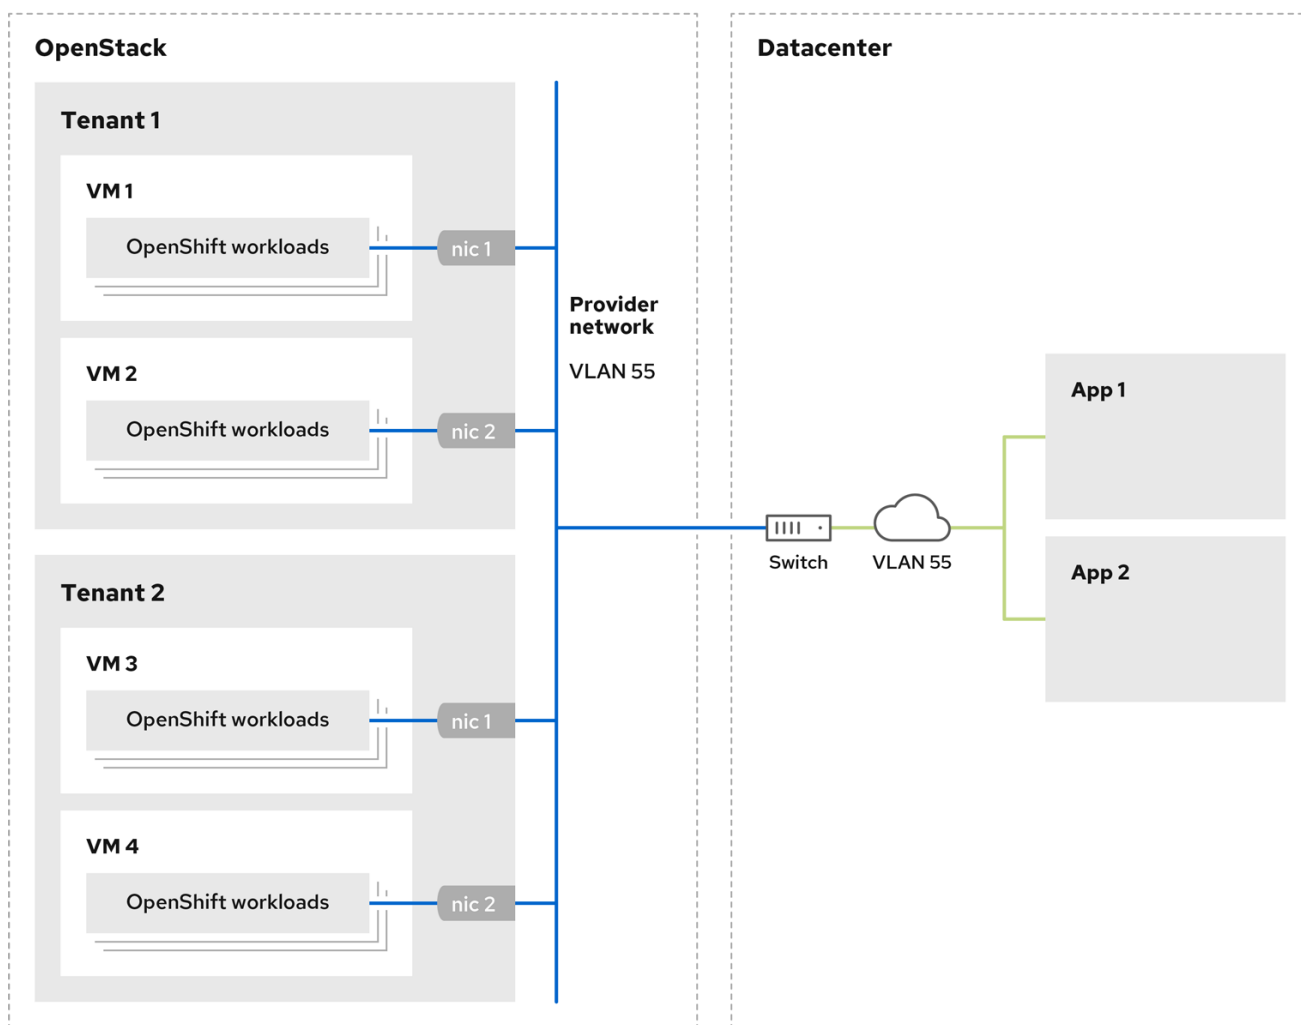 OpenStack
Tenant 1
VM 1
OpenShift workloads
nic 1
VM 2
OpenShift workloads
nic 2
Tenant 2
VM 3
OpenShift workloads
nic 1
VM 4
OpenShift workloads
nic 2
Provider
network
VLAN 55
Datacenter
Switch
VLAN 55
App 1
App 2